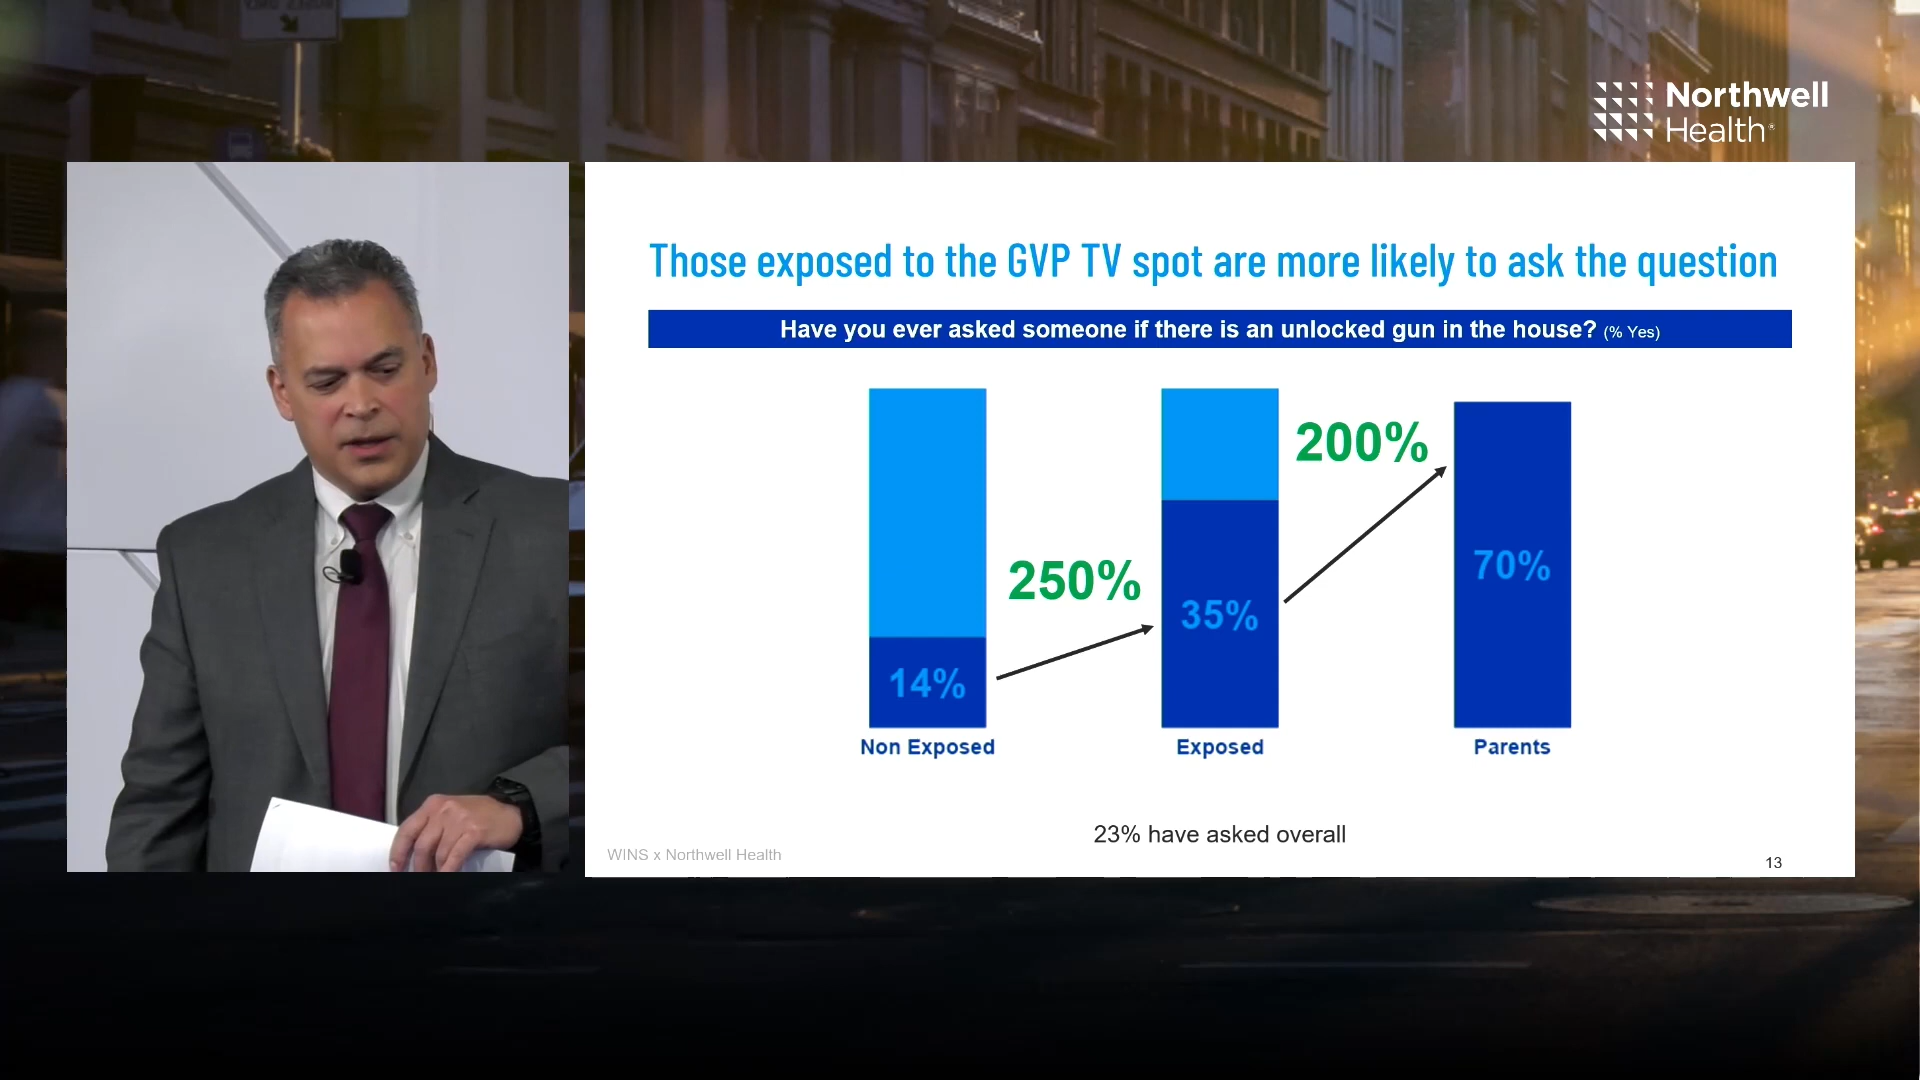 Northwell
Health
Those exposed to the GVP TV spot are more likely to ask the question
Have you ever asked someone if there is an unlocked gun in the house? (% Yes)
200%
250%
70%
35%
14%
Non Exposed
Exposed
Parents
23% have asked overall
WINS x Northwell Health
13